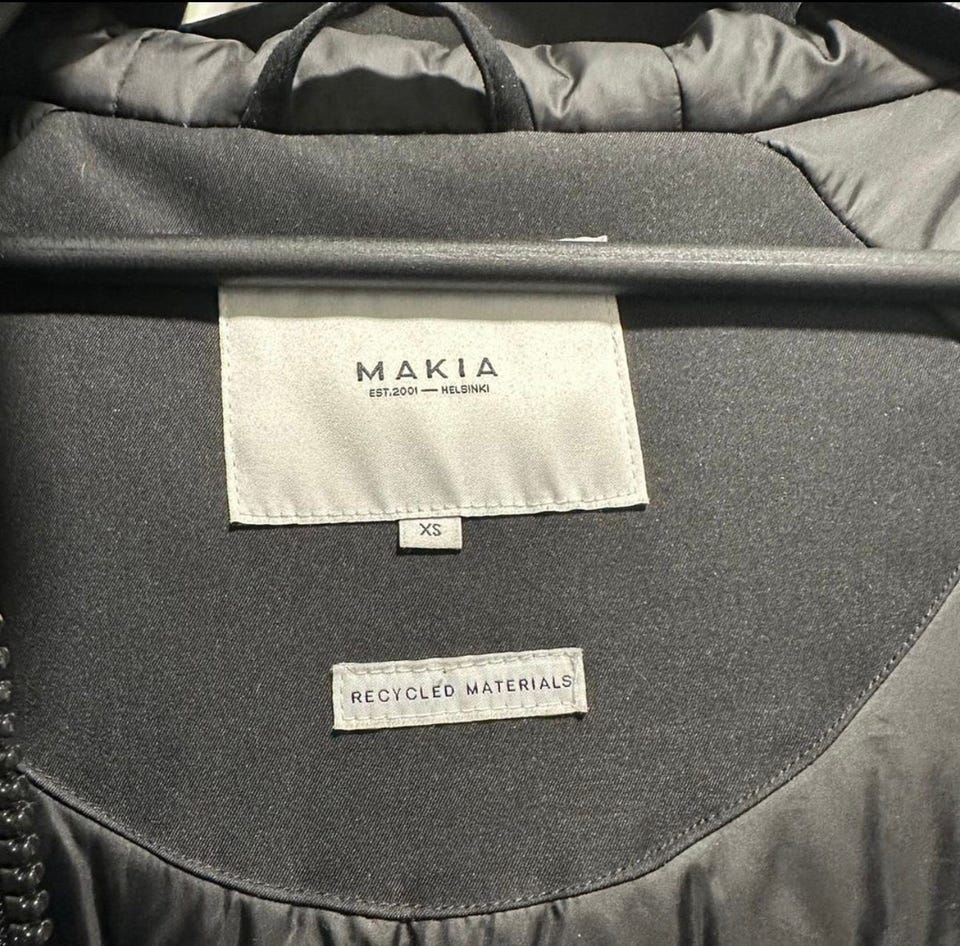 MAKIA
EST.2001 — HELSINKI
XS
RECYCLED MATERIALS